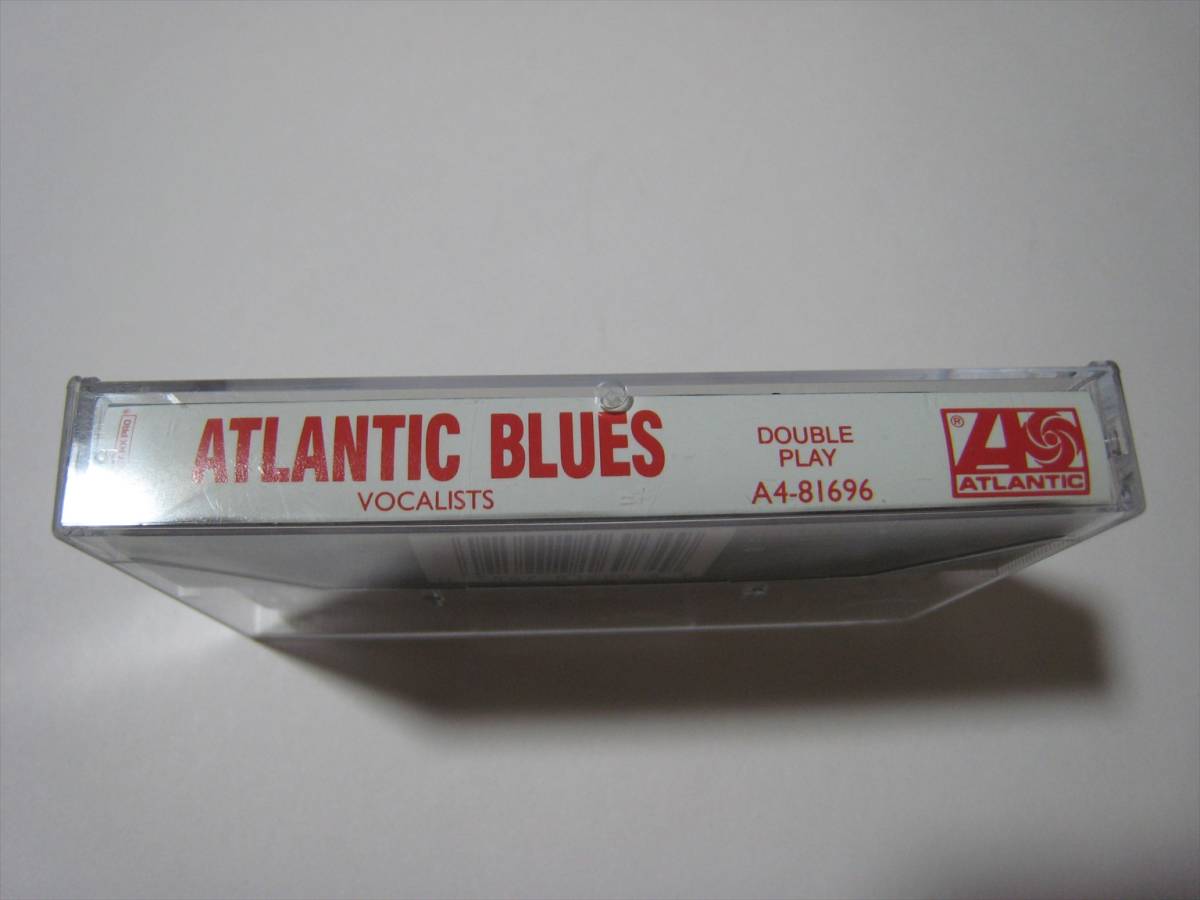 ATLANTIC BLUES
VOCALISTS
DOUBLE
PLAY
A4-81696
®
ATLANTIC